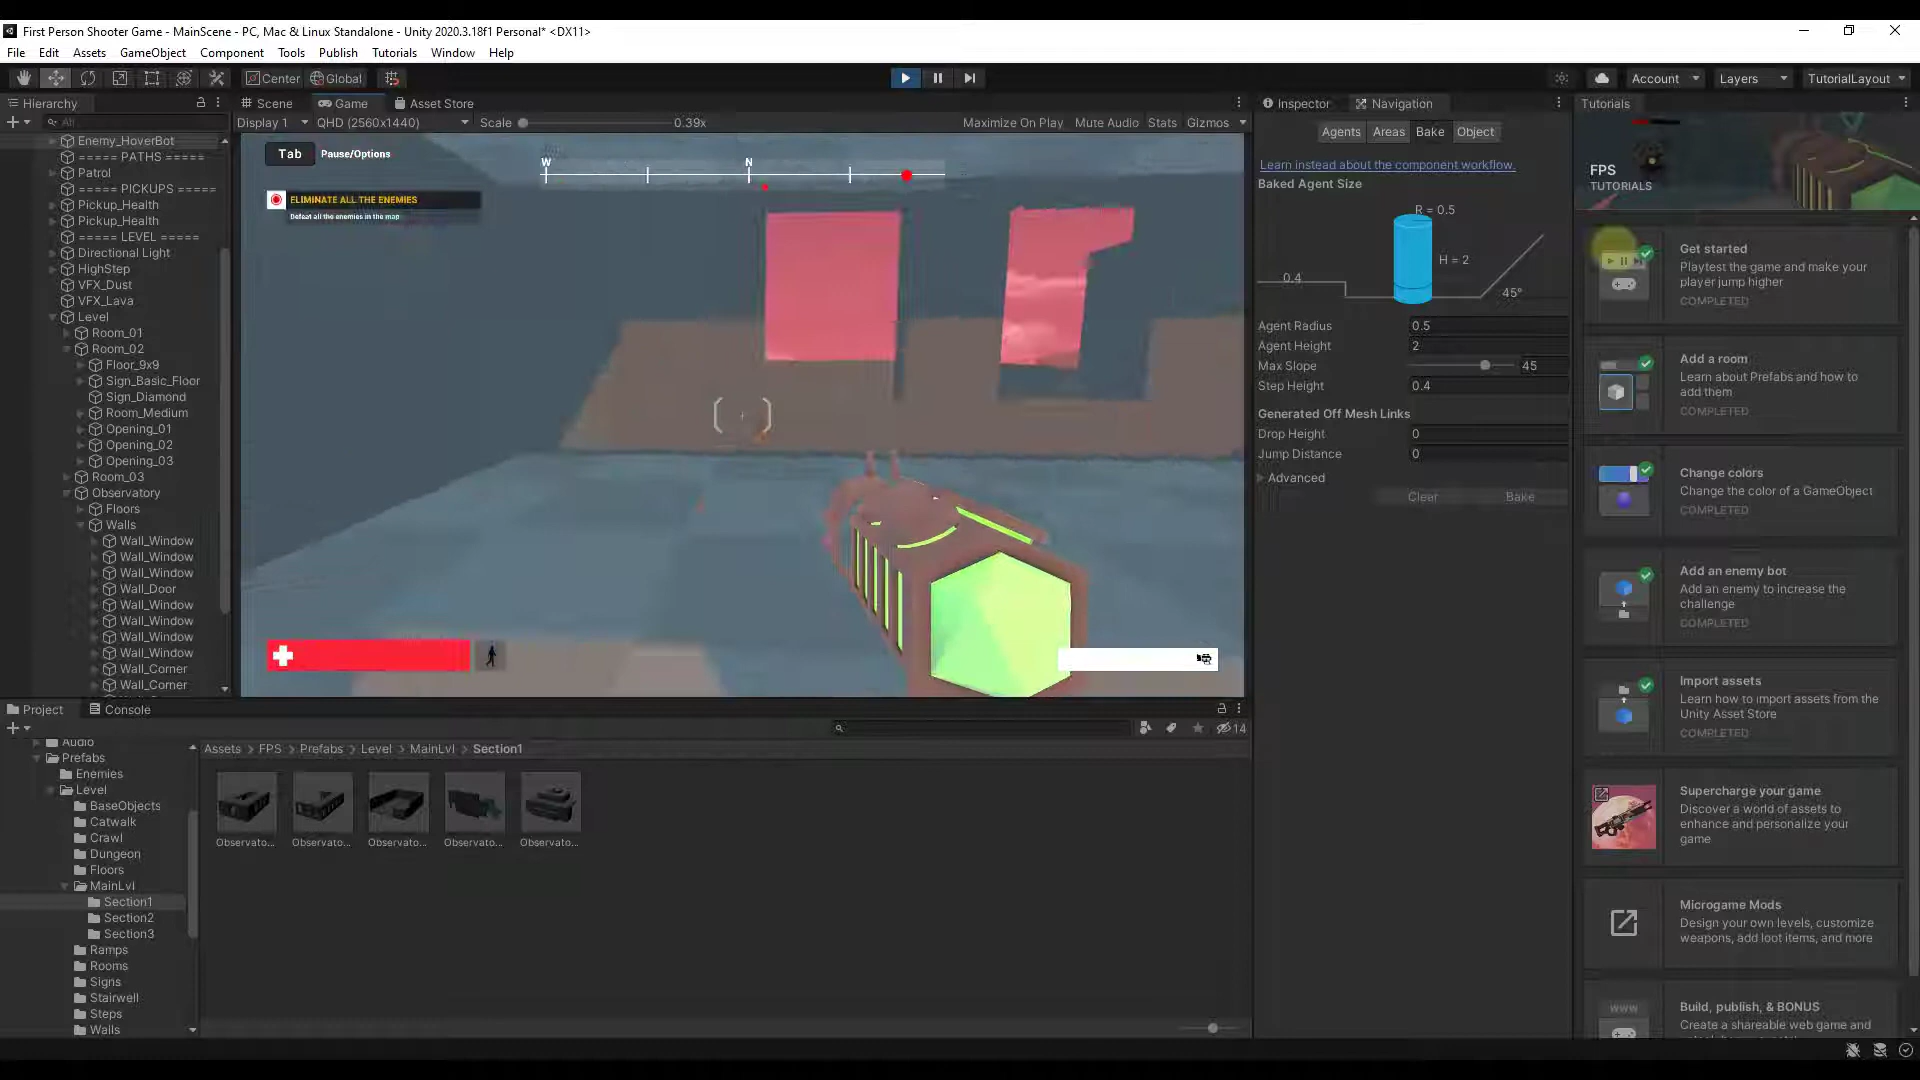 First Person Shooter Game - MainScene - PC, Mac & Linux Standalone - Unity 2020.3.18f1 Personal* <DX11>
File Edit Assets GameObject Component Tools Tutorials Publish Window Help
Center Global
Account Layers TutorialLayout
Hierarchy
All
Enemy_HoverBot
===== PATHS =====
Patrol
===== PICKUPS =====
Pickup_Health
Pickup_Health
===== LEVEL =====
Directional Light
HighStep
VFX_Dust
VFX_Lava
Level
Room_01
Room_02
Floor_9x9
Sign_Basic_Floor
Sign_Diamond
Room_Medium
Opening_01
Opening_02
Opening_03
Room_03
Observatory
Floors
Walls
Wall_Window
Wall_Window
Wall_Window
Wall_Door
Wall_Window
Wall_Window
Wall_Window
Wall_Window
Wall_Corner
Wall_Corner
Scene Game Asset Store
Display 1 QHD (2560x1440) Scale 0.39x Maximize On Play Mute Audio Stats Gizmos
Tab Pause/Options
W N
ELIMINATE ALL THE ENEMIES
Defeat all the enemies in the map
Inspector Navigation
Agents Areas Bake Object
Learn instead about the component workflow.
Baked Agent Size
R = 0.5
H = 2
0.4
45°
Agent Radius 0.5
Agent Height 2
Max Slope 45
Step Height 0.4
Generated Off Mesh Links
Drop Height 0
Jump Distance 0
Advanced
Clear Bake
Tutorials
FPS
TUTORIALS
Get started
Playtest the game and make your
player jump higher
COMPLETED
Add a room
Learn about Prefabs and how to
add them
COMPLETED
Change colors
Change the color of a GameObject
COMPLETED
Add an enemy bot
Add an enemy to increase the
challenge
COMPLETED
Import assets
Learn how to import assets from the
Unity Asset Store
COMPLETED
Supercharge your game
Discover a world of assets to
enhance and personalize your
game
Microgame Mods
Design your own levels, customize
weapons, add loot items, and more
www
Build, publish, & BONUS
Create a shareable web game and
Project Console
14
Audio
Prefabs
Enemies
Level
BaseObjects
Catwalk
Crawl
Dungeon
Floors
MainLvl
Section1
Section2
Section3
Ramps
Rooms
Signs
Stairwell
Steps
Walls
Assets > FPS > Prefabs > Level > MainLvl > Section1
Observato... Observato... Observato... Observato... Observato...